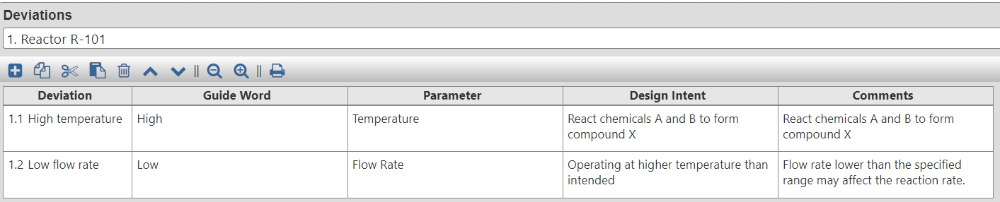 Deviations
1. Reactor R-101
Deviation Guide Word Parameter Design Intent Comments
1.1 High temperature High Temperature React chemicals A and B to form React chemicals A and B to form
compound X compound X
1.2 Low flow rate Low Flow Rate Operating at higher temperature than Flow rate lower than the specified
intended range may affect the reaction rate.